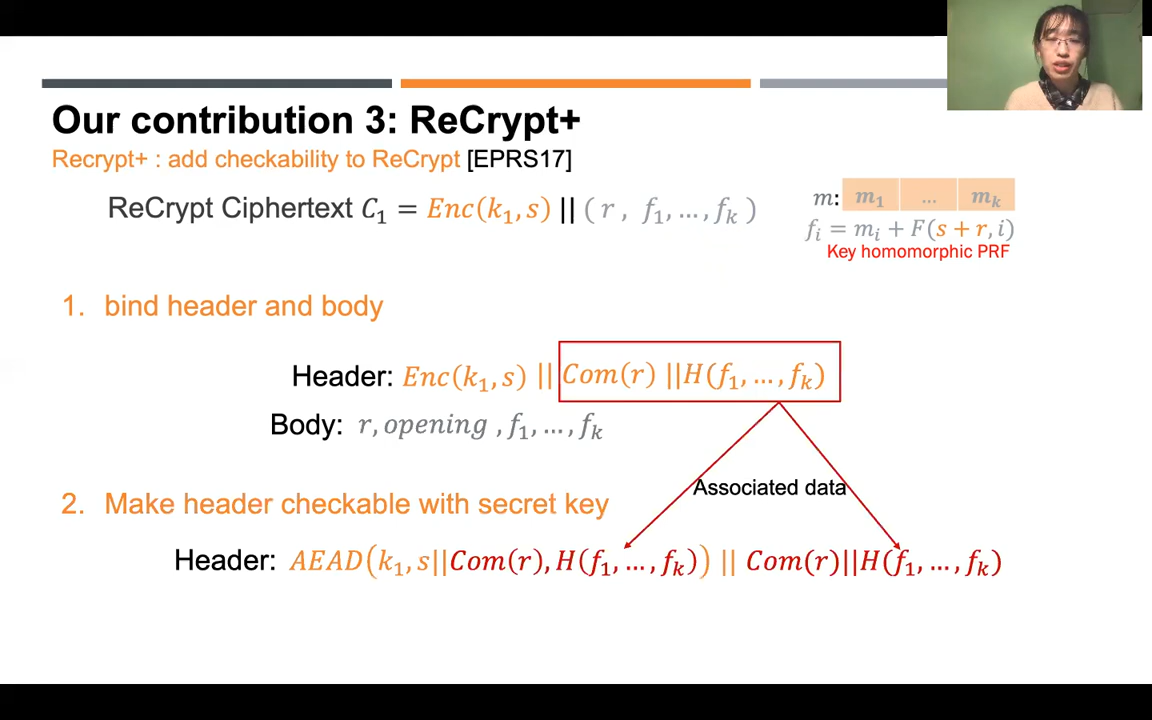 Our contribution 3: ReCrypt+
Recrypt+ : add checkability to ReCrypt [EPRS17]
ReCrypt Ciphertext C₁ = Enc(k₁, s) || (r , f₁, … , fₖ)
m: m₁ … mₖ
fᵢ = mᵢ + F(s + r, i)
Key homomorphic PRF
1. bind header and body
Header: Enc(k₁, s) || Com(r) ||H(f₁, … , fₖ)
Body: r, opening , f₁, … , fₖ
Associated data
2. Make header checkable with secret key
Header: AEAD(k₁, s||Com(r), H(f₁, … , fₖ)) || Com(r)||H(f₁, … , fₖ)